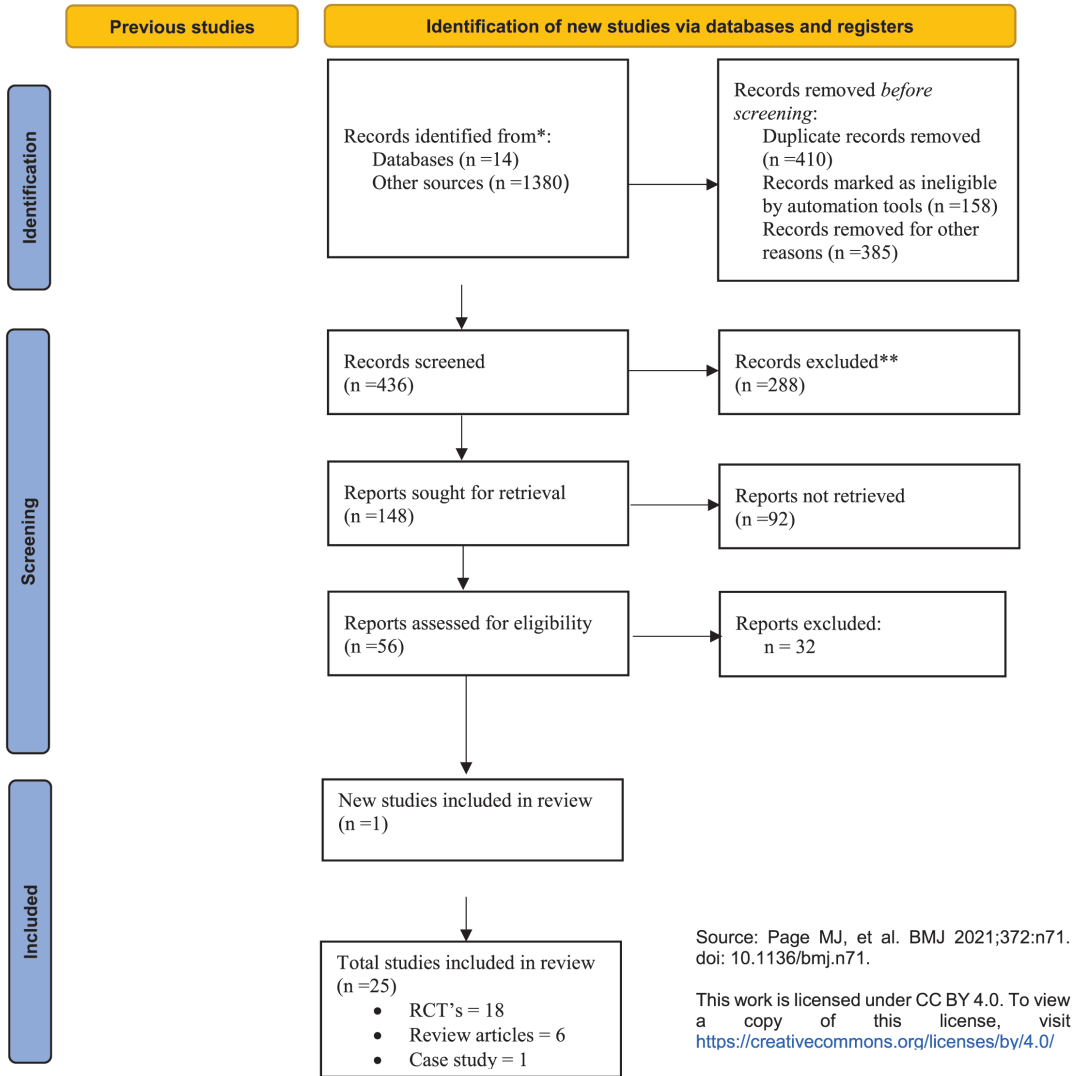 Previous studies
Identification of new studies via databases and registers
Identification
Records identified from*:
Databases (n =14)
Other sources (n =1380)
Records removed before
screening:
Duplicate records removed
(n =410)
Records marked as ineligible
by automation tools (n =158)
Records removed for other
reasons (n =385)
Screening
Records screened
(n =436)
Records excluded**
(n =288)
Reports sought for retrieval
(n =148)
Reports not retrieved
(n =92)
Reports assessed for eligibility
(n =56)
Reports excluded:
n = 32
Included
New studies included in review
(n =1)
Total studies included in review
(n =25)
• RCT’s = 18
• Review articles = 6
• Case study = 1
Source: Page MJ, et al. BMJ 2021;372:n71.
doi: 10.1136/bmj.n71.
This work is licensed under CC BY 4.0. To view
a copy of this license, visit
https://creativecommons.org/licenses/by/4.0/